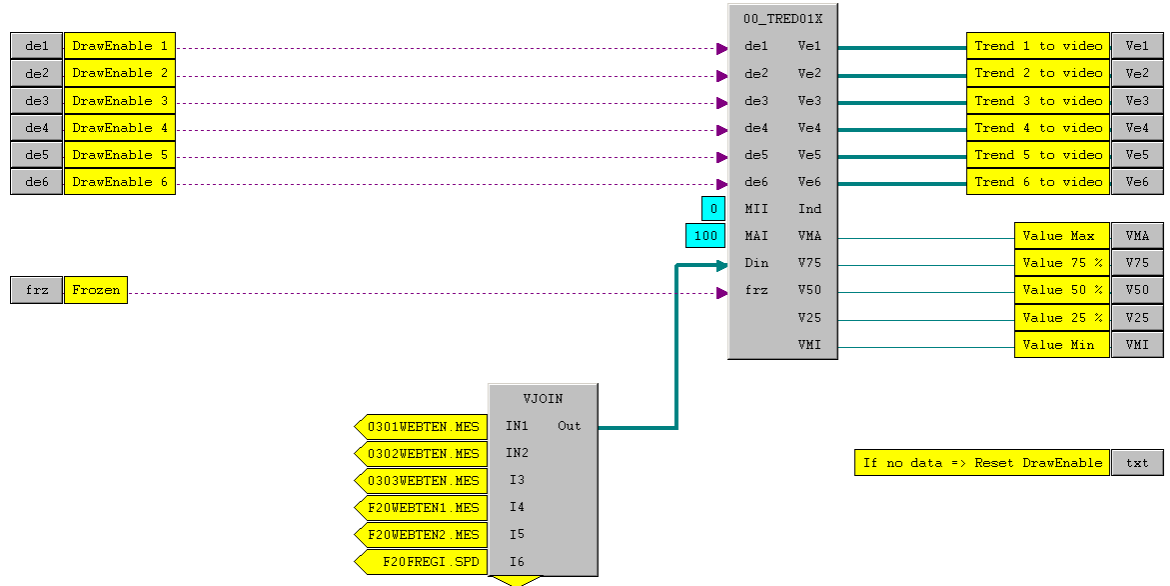 00_TRED01X
de1 DrawEnable 1 de1 Ve1 Trend 1 to video Ve1
de2 DrawEnable 2 de2 Ve2 Trend 2 to video Ve2
de3 DrawEnable 3 de3 Ve3 Trend 3 to video Ve3
de4 DrawEnable 4 de4 Ve4 Trend 4 to video Ve4
de5 DrawEnable 5 de5 Ve5 Trend 5 to video Ve5
de6 DrawEnable 6 de6 Ve6 Trend 6 to video Ve6
0 MII Ind
100 MAI VMA Value Max VMA
Din V75 Value 75 % V75
frz Frozen frz V50 Value 50 % V50
V25 Value 25 % V25
VMI Value Min VMI
VJOIN
0301WEBTEN.MES IN1 Out
0302WEBTEN.MES IN2
If no data => Reset DrawEnable txt
0303WEBTEN.MES I3
F20WEBTEN1.MES I4
F20WEBTEN2.MES I5
F20FREGI.SPD I6